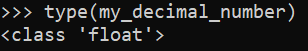 >>> type(my_decimal_number)
<class 'float'>